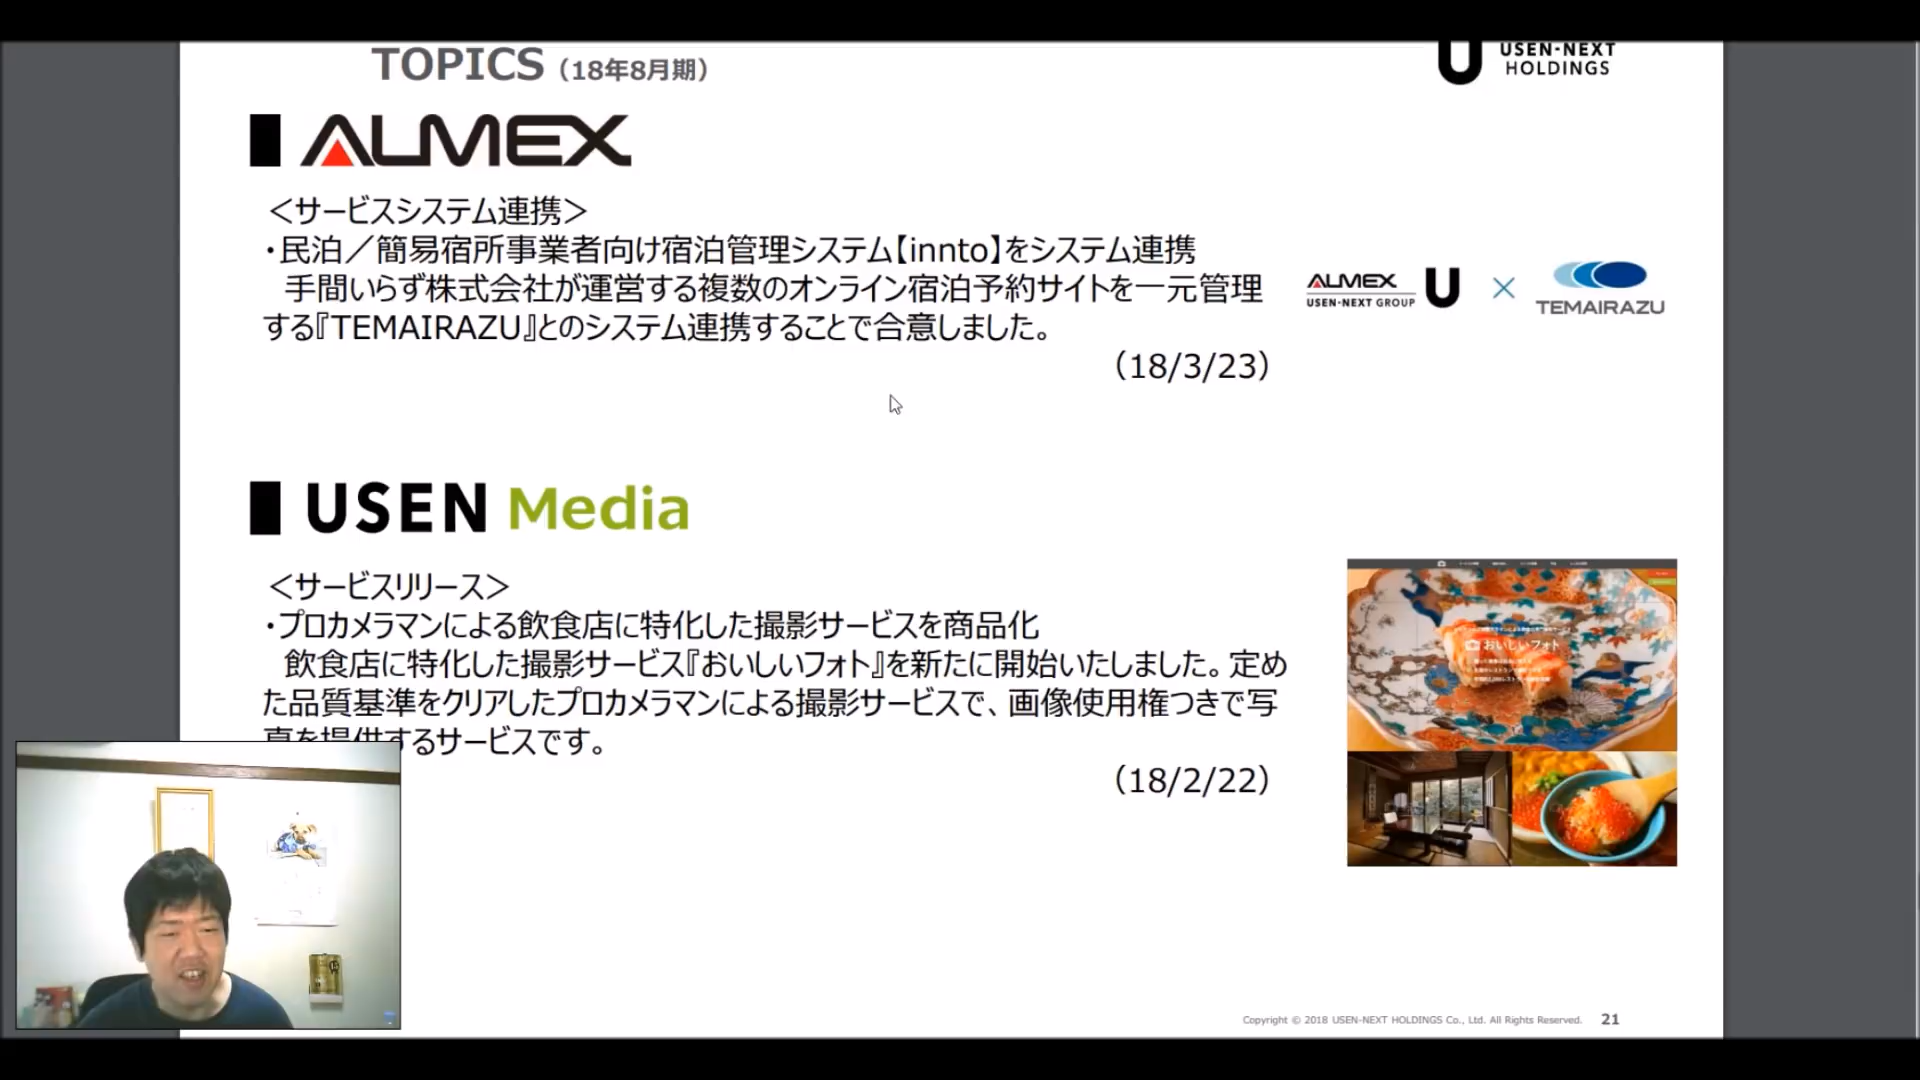 TOPICS（18年8月期）
USEN-NEXT
HOLDINGS
ALMEX
＜サービスシステム連携＞
・民泊／簡易宿所事業者向け宿泊管理システム【innto】をシステム連携
手間いらず株式会社が運営する複数のオンライン宿泊予約サイトを一元管理
する『TEMAIRAZU』とのシステム連携することで合意しました。
（18/3/23）
ALMEX
USEN-NEXT GROUP
U
×
TEMAIRAZU
USEN Media
＜サービスリリース＞
・プロカメラマンによる飲食店に特化した撮影サービスを商品化
飲食店に特化した撮影サービス『おいしいフォト』を新たに開始いたしました。定め
た品質基準をクリアしたプロカメラマンによる撮影サービスで、画像使用権つきで写
真を提供するサービスです。
（18/2/22）
おいしいフォト
Copyright © 2018 USEN-NEXT HOLDINGS Co., Ltd. All Rights Reserved.
21